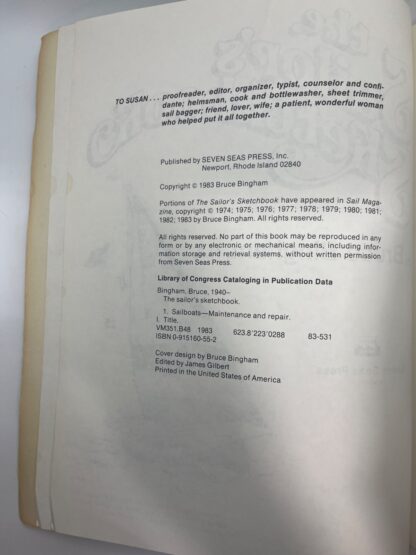 TO SUSAN . . . proofreader, editor, organizer, typist, counselor and confi-
dante; helmsman, cook and bottlewasher, sheet trimmer,
sail bagger; friend, lover, wife; a patient, wonderful woman
who helped put it all together.
Published by SEVEN SEAS PRESS, Inc.
Newport, Rhode Island 02840
Copyright © 1983 Bruce Bingham
Portions of The Sailor's Sketchbook have appeared in Sail Maga-
zine, copyright © 1974; 1975; 1976; 1977; 1978; 1979; 1980; 1981;
1982; 1983 by Bruce Bingham. All rights reserved.
All rights reserved. No part of this book may be reproduced in any
form or by any electronic or mechanical means, including infor-
mation storage and retrieval systems, without written permission
from Seven Seas Press.
Library of Congress Cataloging in Publication Data
Bingham, Bruce, 1940–
The sailor's sketchbook.
1. Sailboats—Maintenance and repair.
I. Title.
VM351.B48 1983 623.8'223'0288 83-531
ISBN 0-915160-55-2
Cover design by Bruce Bingham
Edited by James Gilbert
Printed in the United States of America